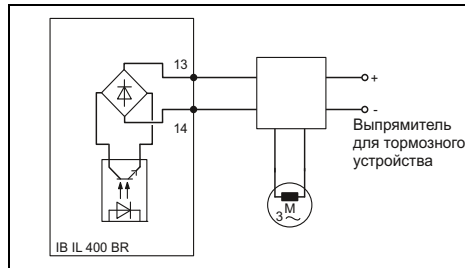 13
+
-
14
Выпрямитель
для тормозного
устройства
M
3~
IB IL 400 BR